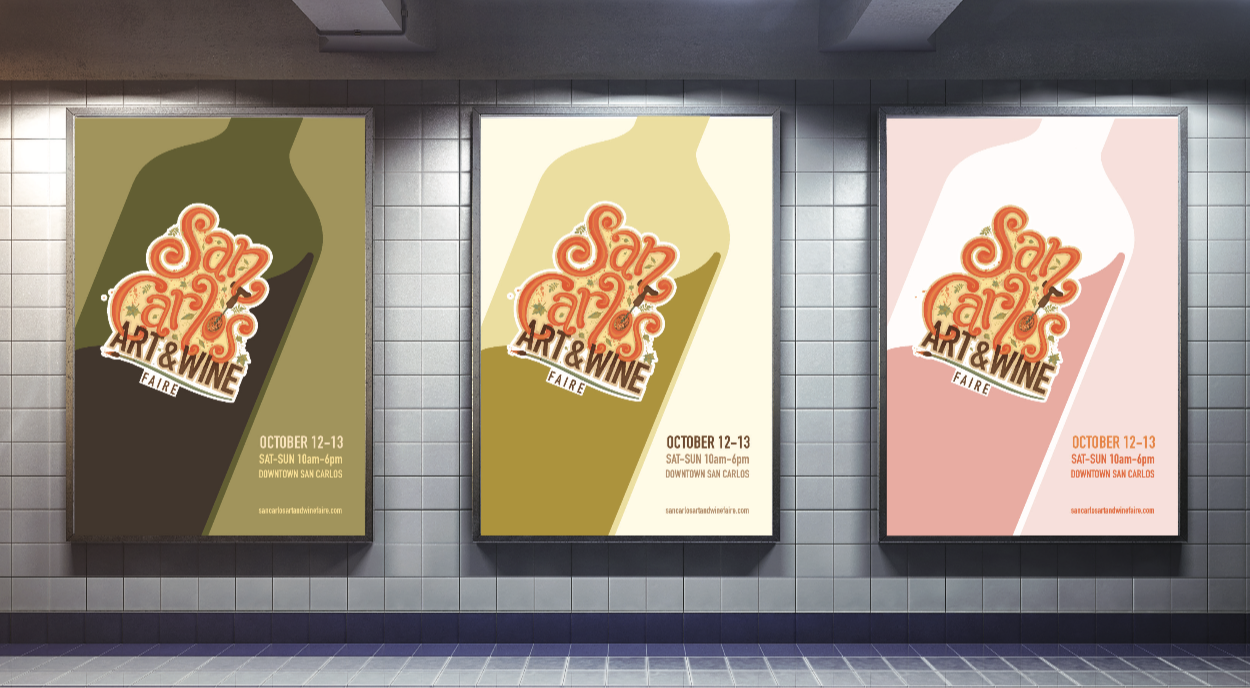 San
Carlos
ART & WINE
FAIRE
OCTOBER 12-13
SAT-SUN 10am-6pm
DOWNTOWN SAN CARLOS
sancarlosartandwinefaire.com
San
Carlos
ART & WINE
FAIRE
OCTOBER 12-13
SAT-SUN 10am-6pm
DOWNTOWN SAN CARLOS
sancarlosartandwinefaire.com
San
Carlos
ART & WINE
FAIRE
OCTOBER 12-13
SAT-SUN 10am-6pm
DOWNTOWN SAN CARLOS
sancarlosartandwinefaire.com